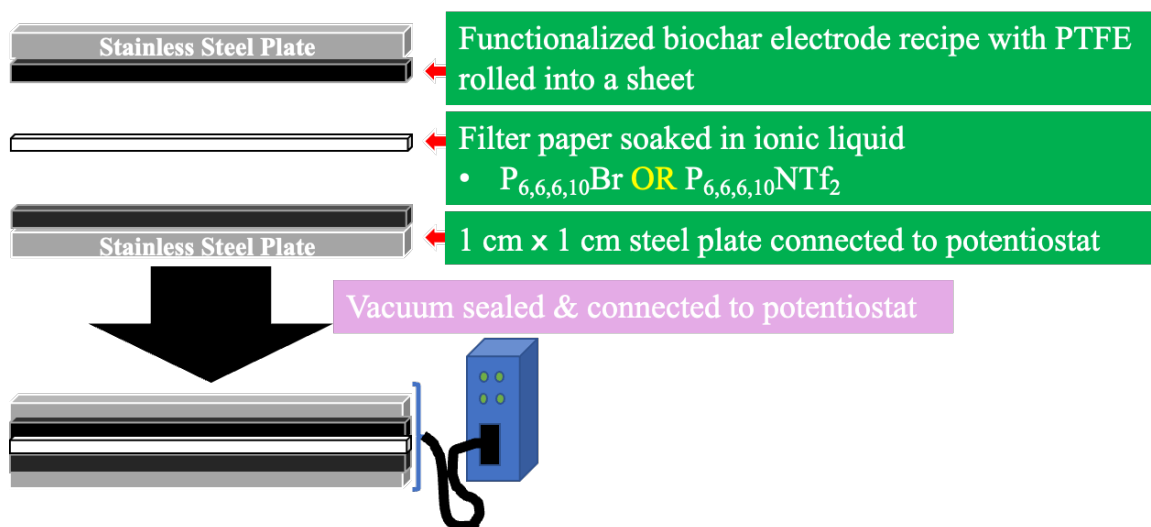 Stainless Steel Plate
Functionalized biochar electrode recipe with PTFE
rolled into a sheet
Filter paper soaked in ionic liquid
• P₆,₆,₆,₁₀Br OR P₆,₆,₆,₁₀NTf₂
Stainless Steel Plate
1 cm x 1 cm steel plate connected to potentiostat
Vacuum sealed & connected to potentiostat